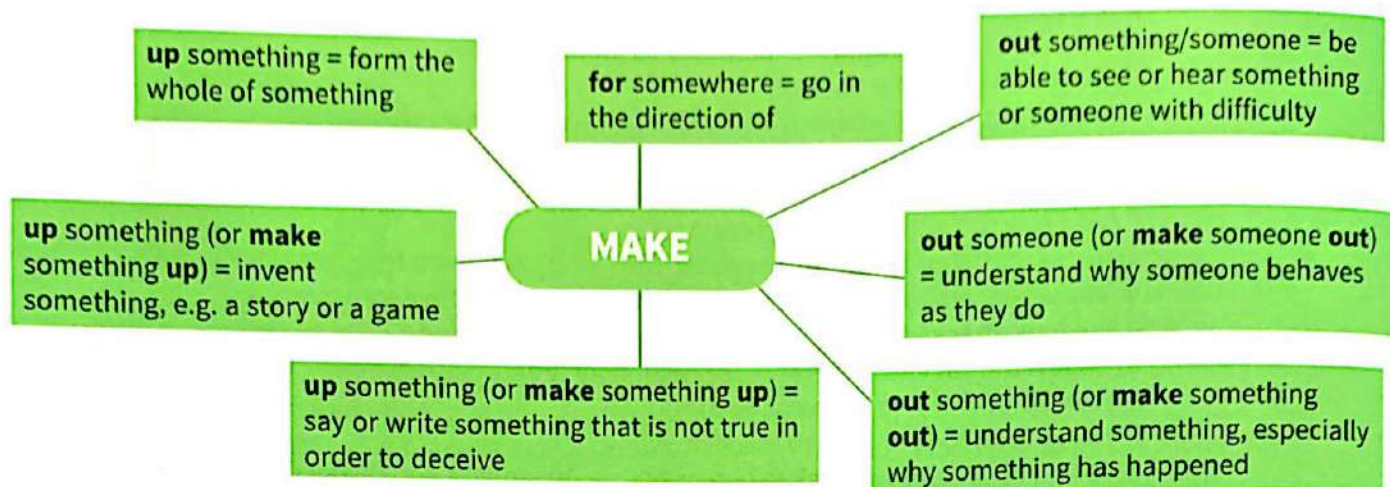 up something = form the
whole of something
for somewhere = go in
the direction of
out something/someone = be
able to see or hear something
or someone with difficulty
up something (or make
something up) = invent
something, e.g. a story or a game
MAKE
out someone (or make someone out)
= understand why someone behaves
as they do
up something (or make something up) =
say or write something that is not true in
order to deceive
out something (or make something
out) = understand something, especially
why something has happened